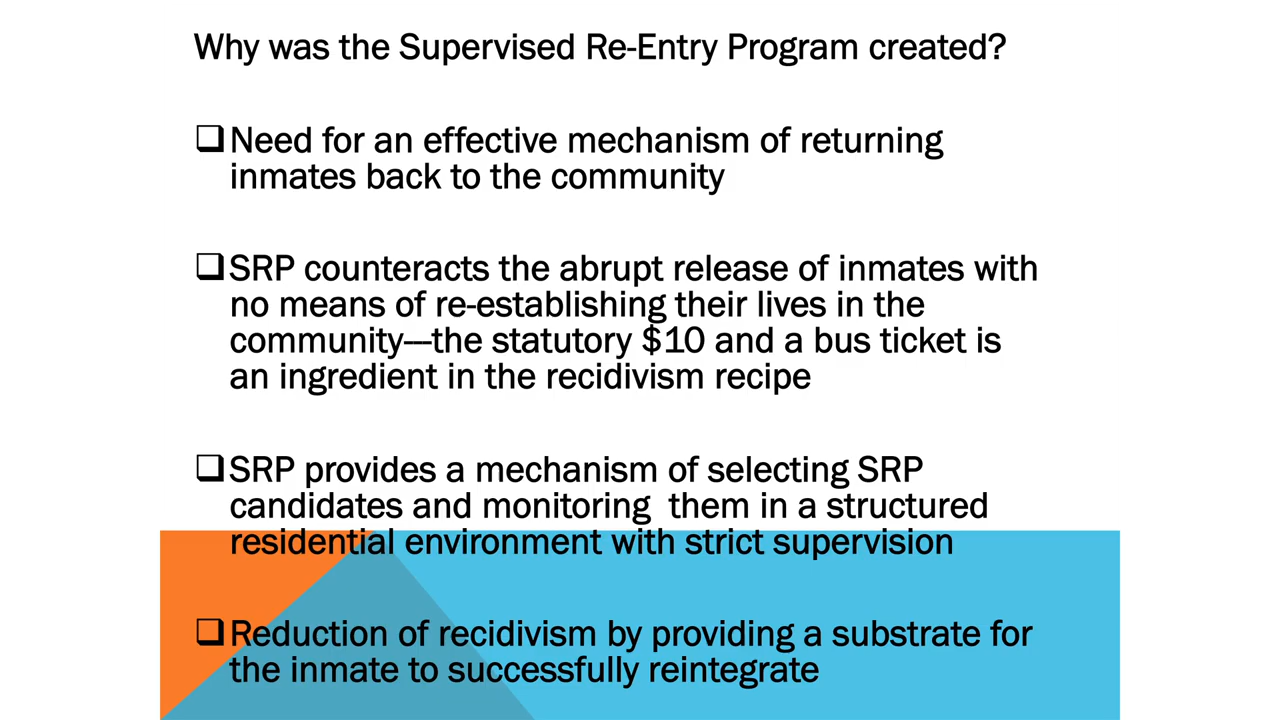 Why was the Supervised Re-Entry Program created?
❑Need for an effective mechanism of returning
inmates back to the community
❑SRP counteracts the abrupt release of inmates with
no means of re-establishing their lives in the
community---the statutory $10 and a bus ticket is
an ingredient in the recidivism recipe
❑SRP provides a mechanism of selecting SRP
candidates and monitoring  them in a structured
residential environment with strict supervision
❑Reduction of recidivism by providing a substrate for
the inmate to successfully reintegrate